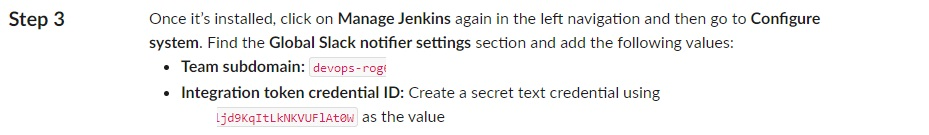 Step 3
Once it's installed, click on Manage Jenkins again in the left navigation and then go to Configure
system. Find the Global Slack notifier settings section and add the following values:
• Team subdomain: devops-rog
• Integration token credential ID: Create a secret text credential using
jd9KqItLkNKVUFlAt0W as the value